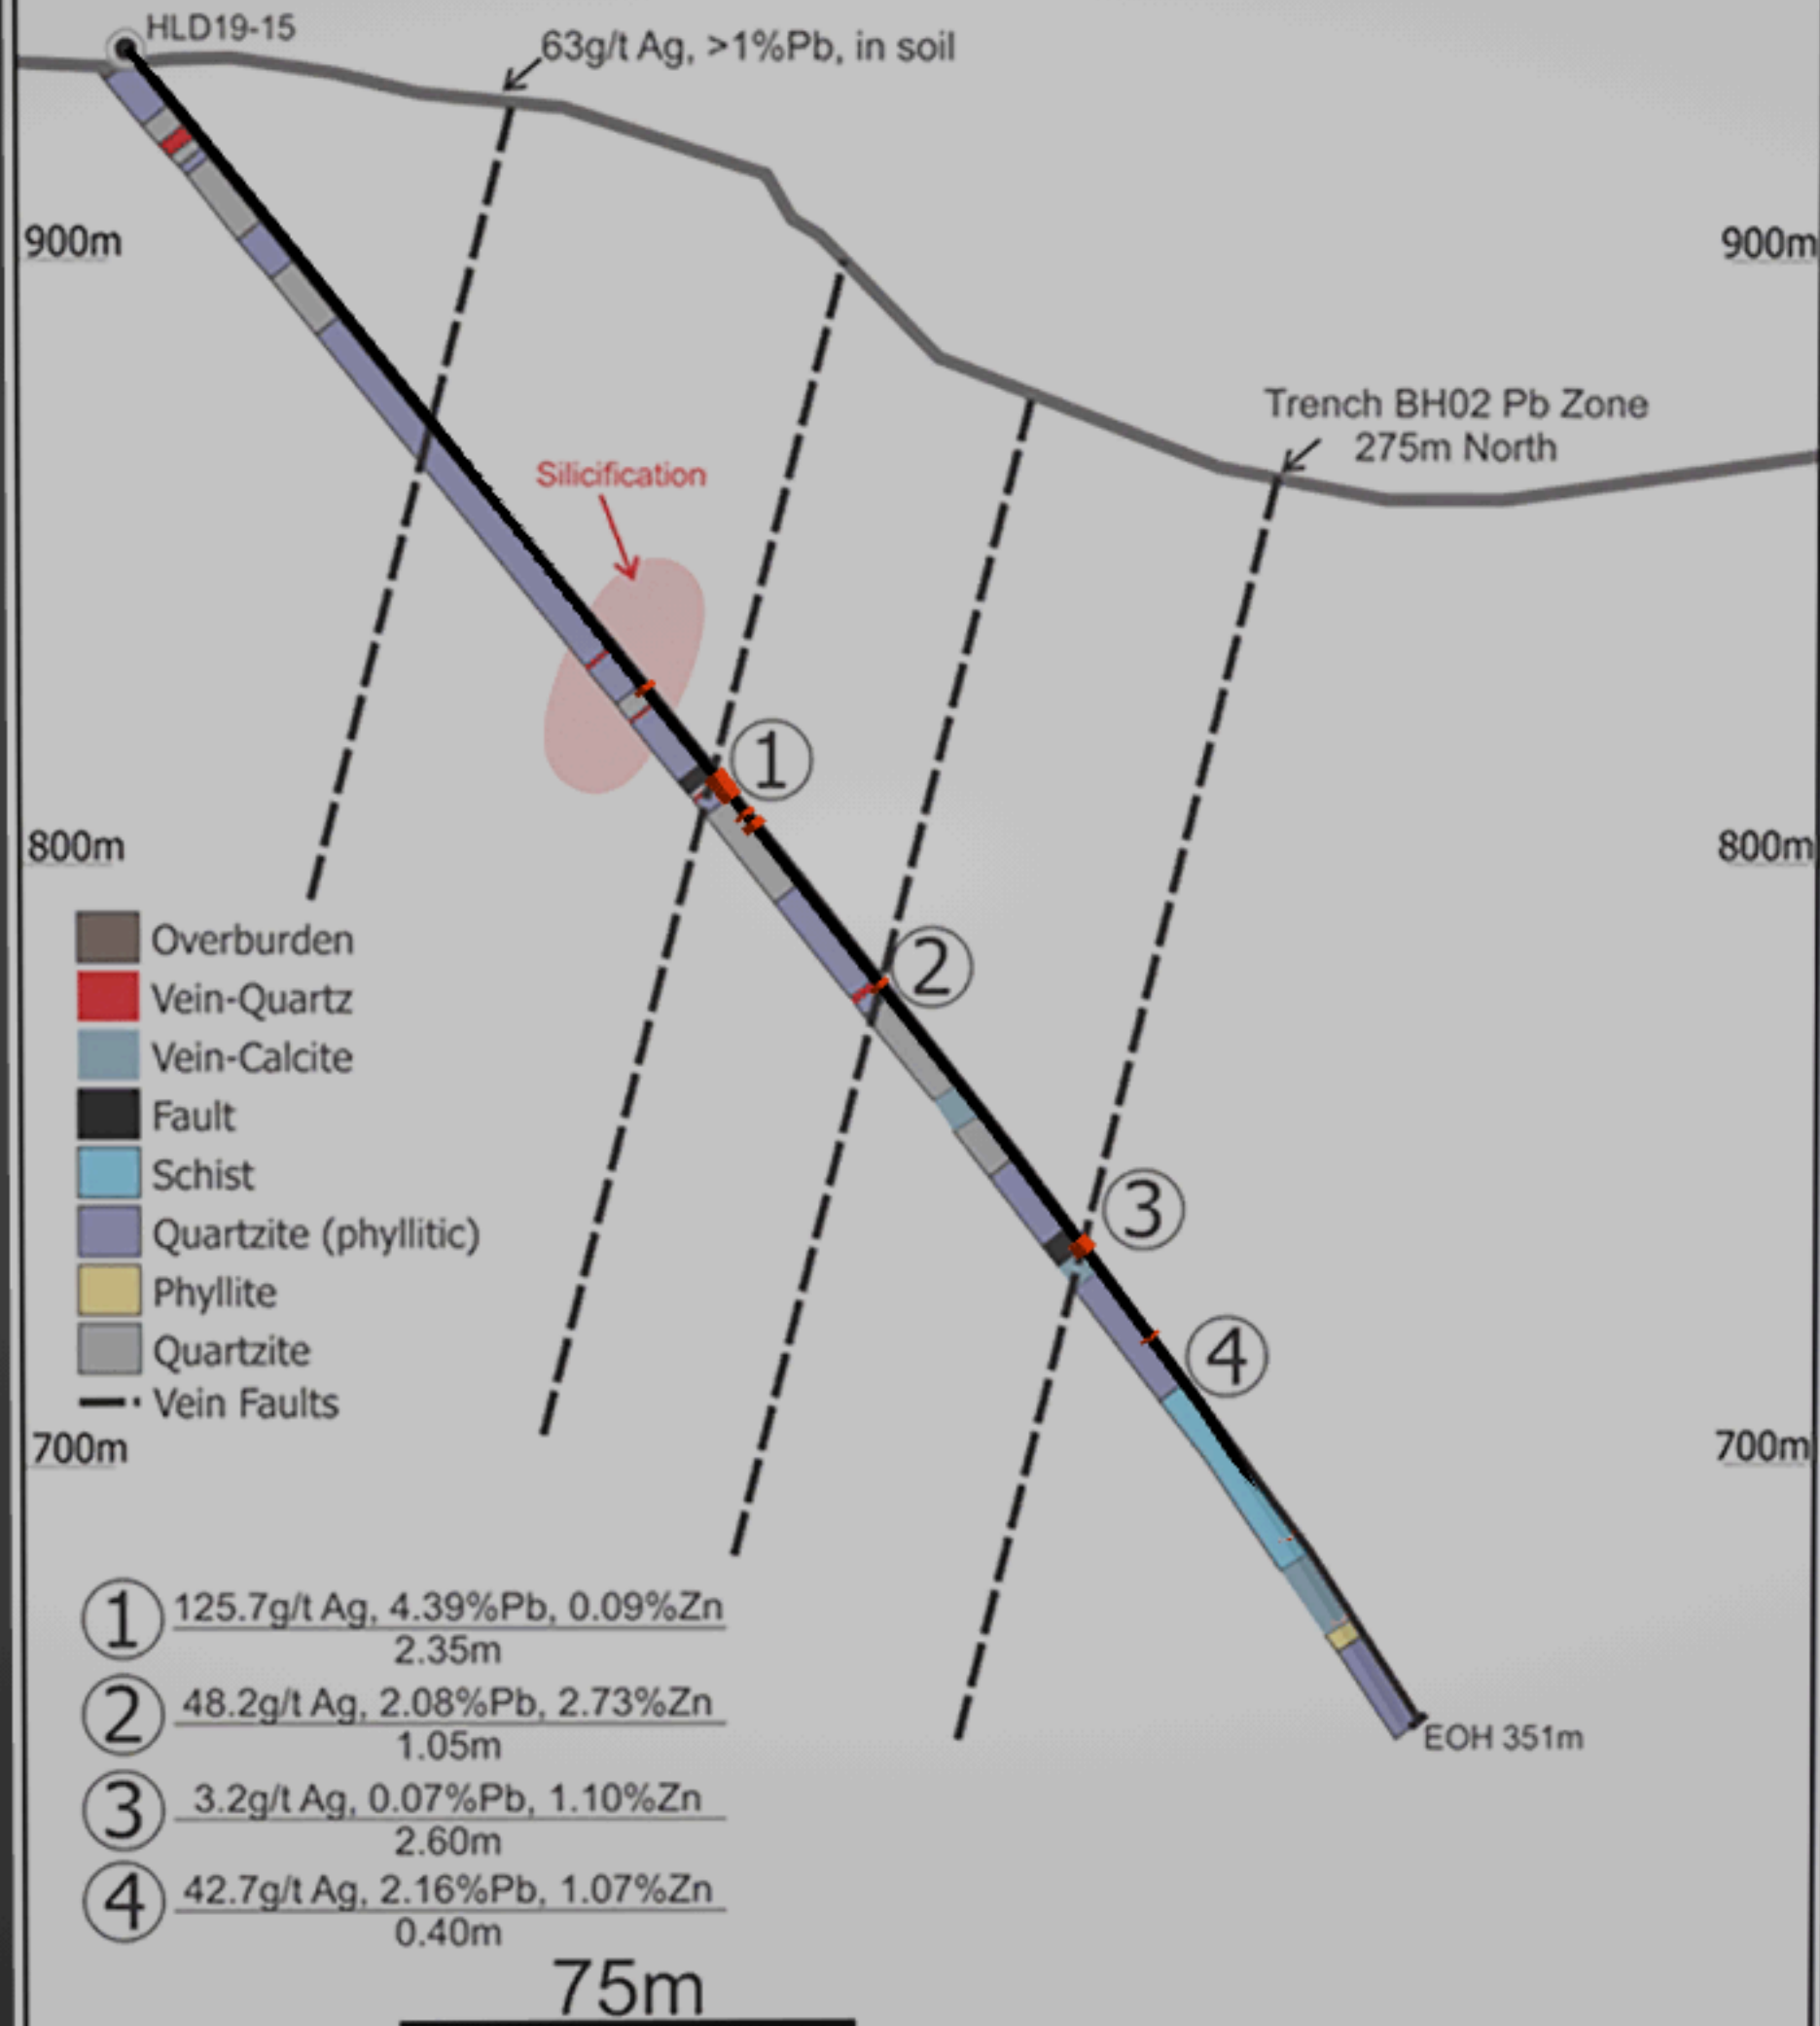 HLD19-15
63g/t Ag, >1%Pb, in soil
900m
900m
Trench BH02 Pb Zone
275m North
Silicification
1
800m
800m
2
Overburden
Vein-Quartz
Vein-Calcite
Fault
Schist
Quartzite (phyllitic)
Phyllite
Quartzite
Vein Faults
3
4
700m
700m
1 125.7g/t Ag, 4.39%Pb, 0.09%Zn
2.35m
2 48.2g/t Ag, 2.08%Pb, 2.73%Zn
1.05m
EOH 351m
3 3.2g/t Ag, 0.07%Pb, 1.10%Zn
2.60m
4 42.7g/t Ag, 2.16%Pb, 1.07%Zn
0.40m
75m